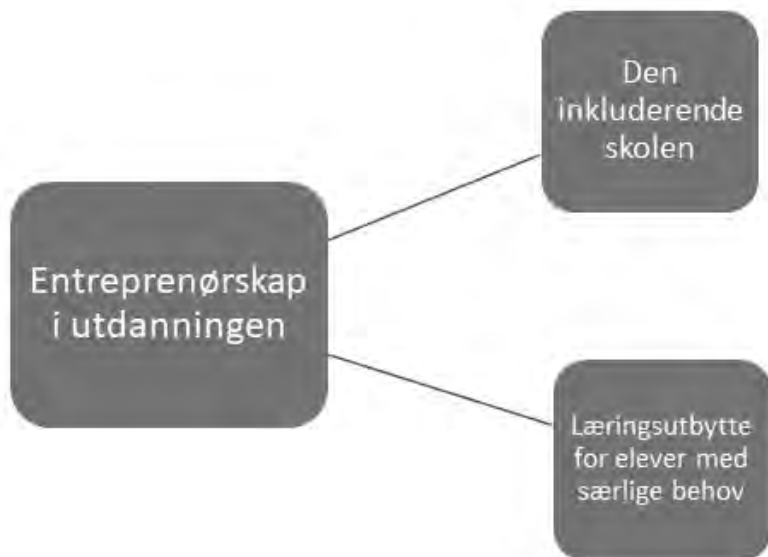 Entreprenørskap
i utdanningen
Den
inkluderende
skolen
Læringsutbytte
for elever med
særlige behov